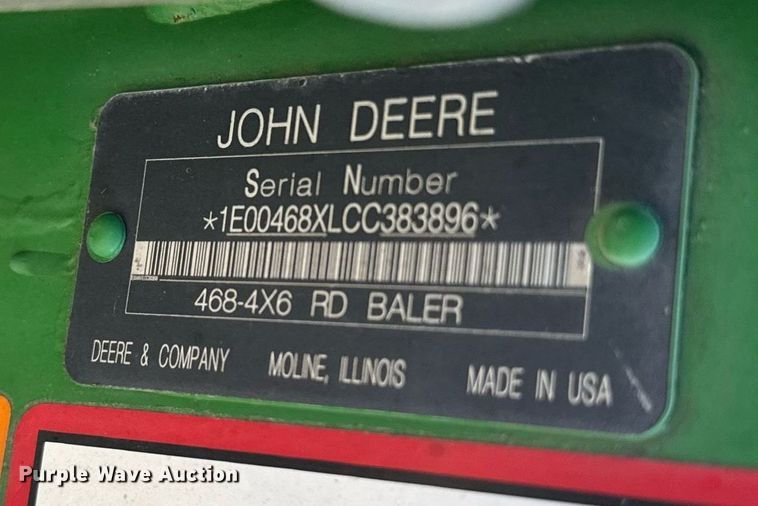 JOHN DEERE
Serial Number
*1E00468XLCC383896*
468-4X6 RD BALER
DEERE & COMPANY MOLINE, ILLINOIS MADE IN USA
Purple Wave Auction